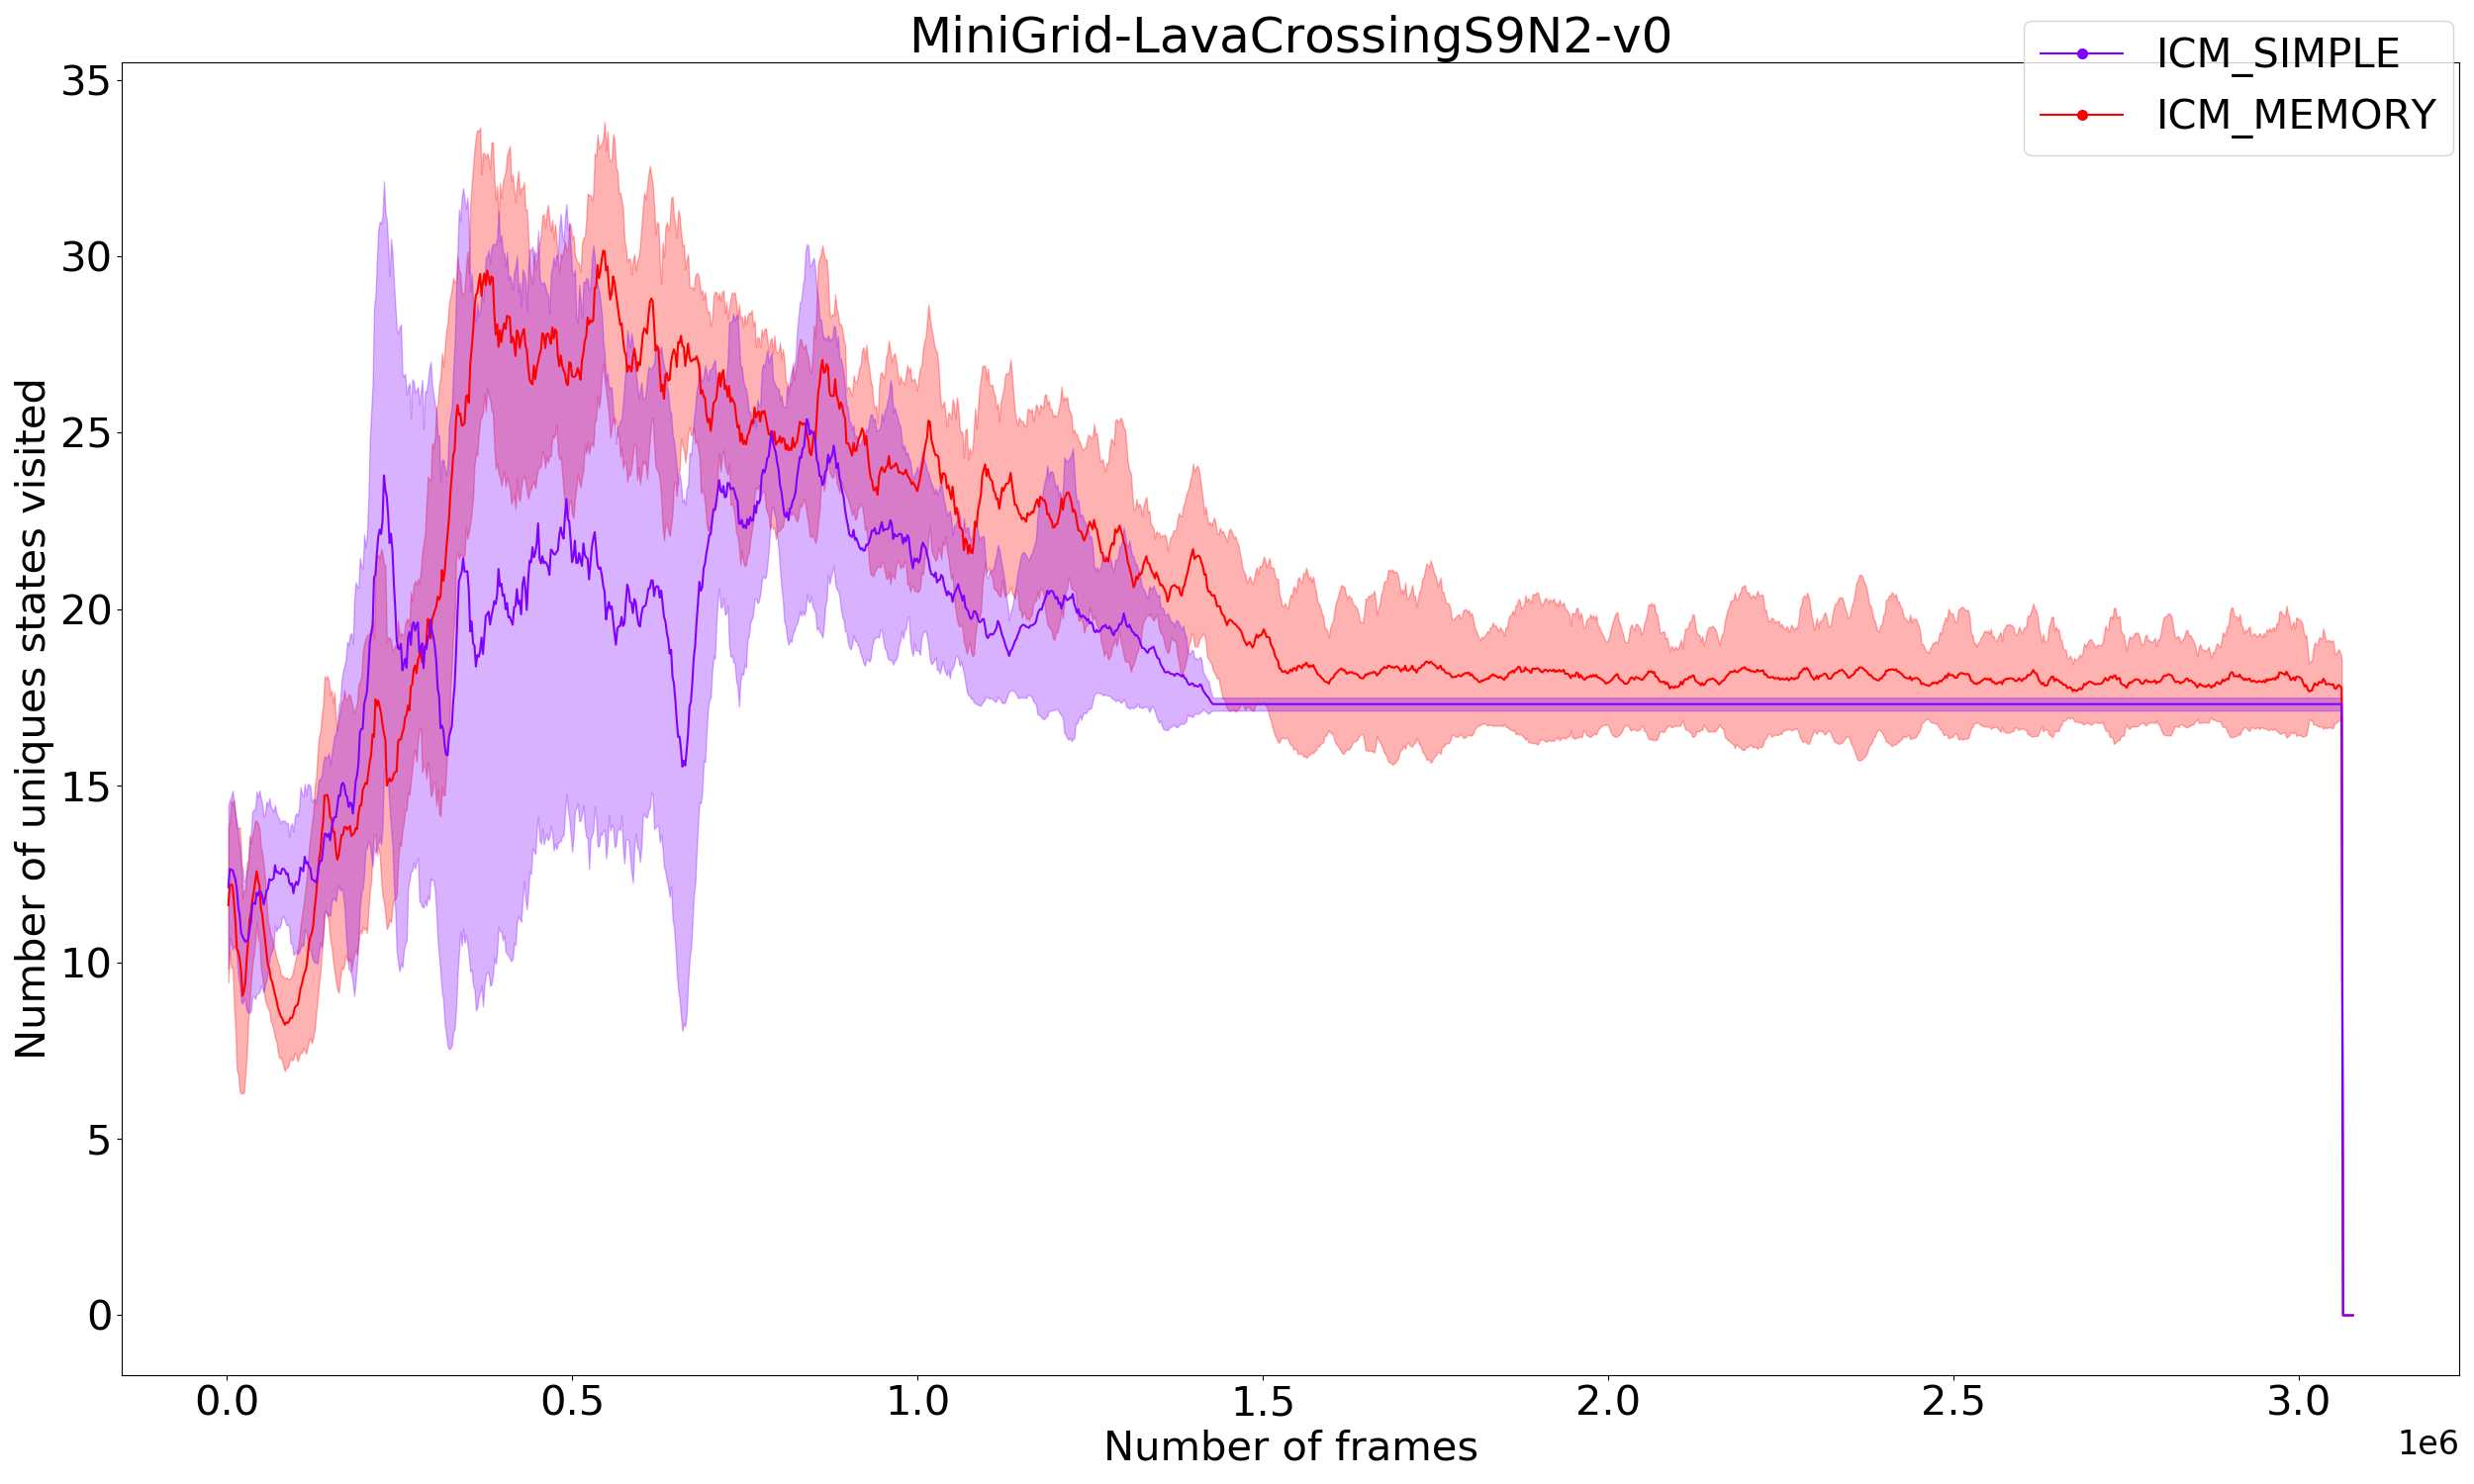 MiniGrid-LavaCrossingS9N2-v0
ICM_SIMPLE
ICM_MEMORY
Number of uniques states visited
35
30
25
20
15
10
5
0
0.0 0.5 1.0 1.5 2.0 2.5 3.0
Number of frames
1e6